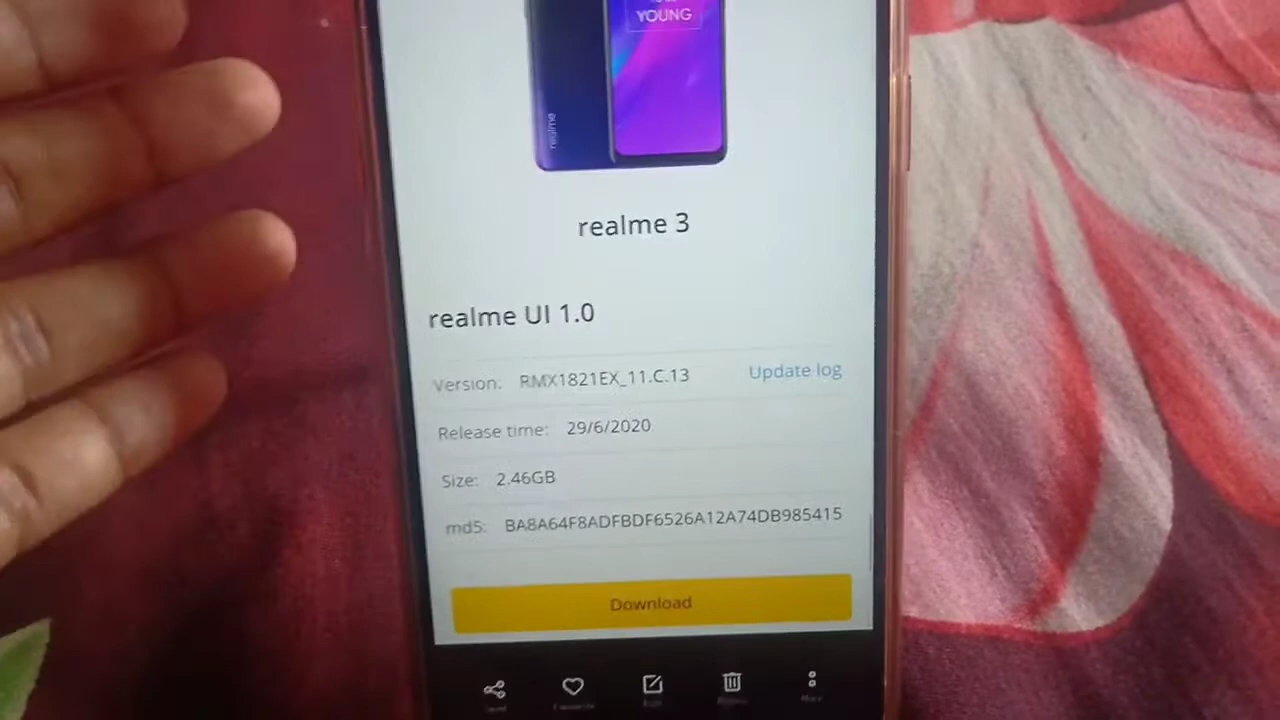 YOUNG
realme
realme 3
realme UI 1.0
Version: RMX1821EX_11.C.13 Update log
Release time: 29/6/2020
Size: 2.46GB
md5: BA8A64F8ADFBDF6526A12A74DB985415
Download